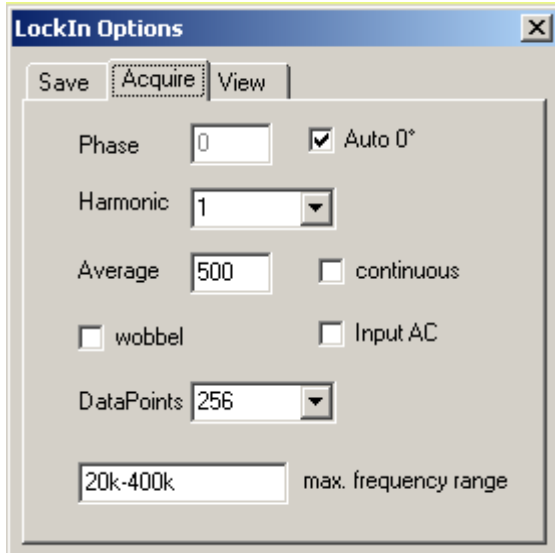 LockIn Options
Save Acquire View
Phase 0 Auto 0°
Harmonic 1
Average 500 continuous
wobbel Input AC
DataPoints 256
20k-400k max. frequency range